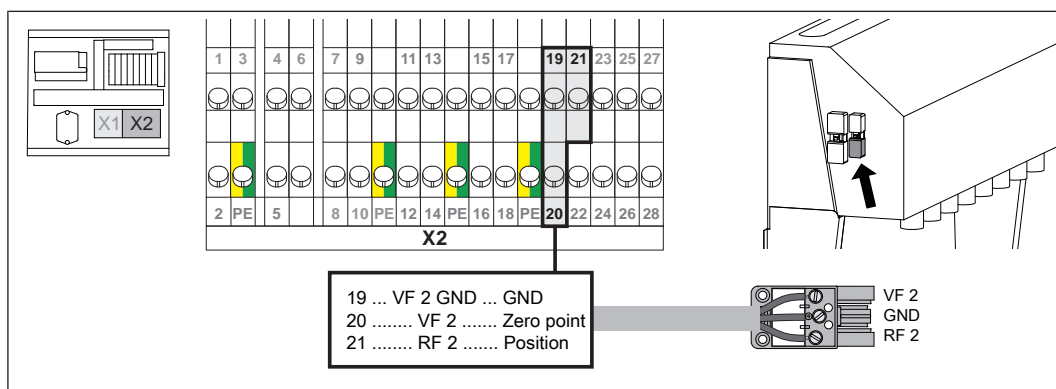 X1 X2
1 3 4 6 7 9 11 13 15 17 19 21 23 25 27
2 PE 5 8 10 PE 12 14 PE 16 18 PE 20 22 24 26 28
X2
19 ... VF 2 GND ... GND
20 ........ VF 2 ....... Zero point
21 ........ RF 2 ....... Position
VF 2
GND
RF 2